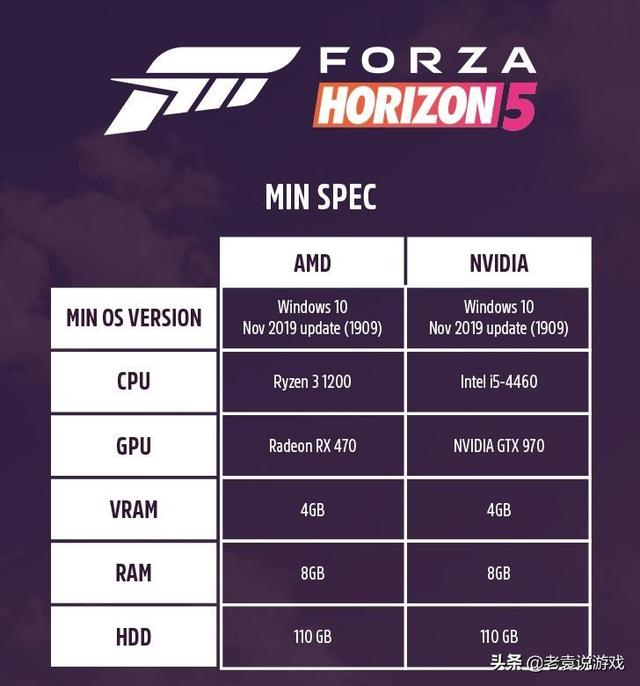 FORZA
HORIZON 5
MIN SPEC
AMD NVIDIA
MIN OS VERSION Windows 10 Nov 2019 update (1909) Windows 10 Nov 2019 update (1909)
CPU Ryzen 3 1200 Intel i5-4460
GPU Radeon RX 470 NVIDIA GTX 970
VRAM 4GB 4GB
RAM 8GB 8GB
HDD 110 GB 110 GB
头条 @老袁说游戏